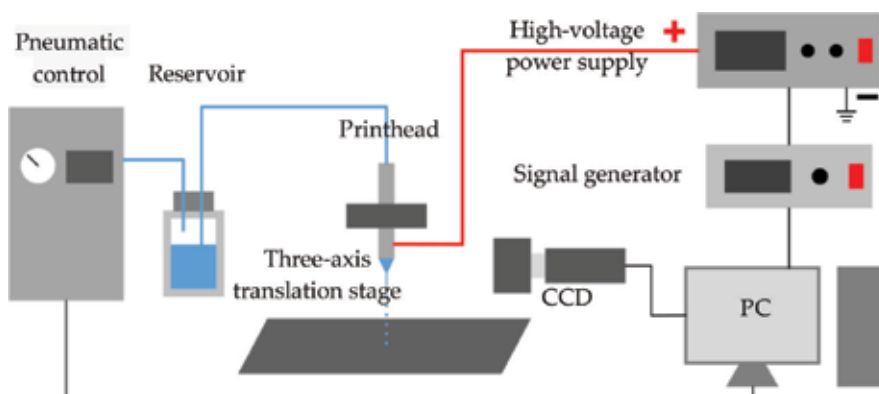 Pneumatic
control
Reservoir
Printhead
High-voltage
power supply
+
Signal generator
Three-axis
translation stage
CCD
PC